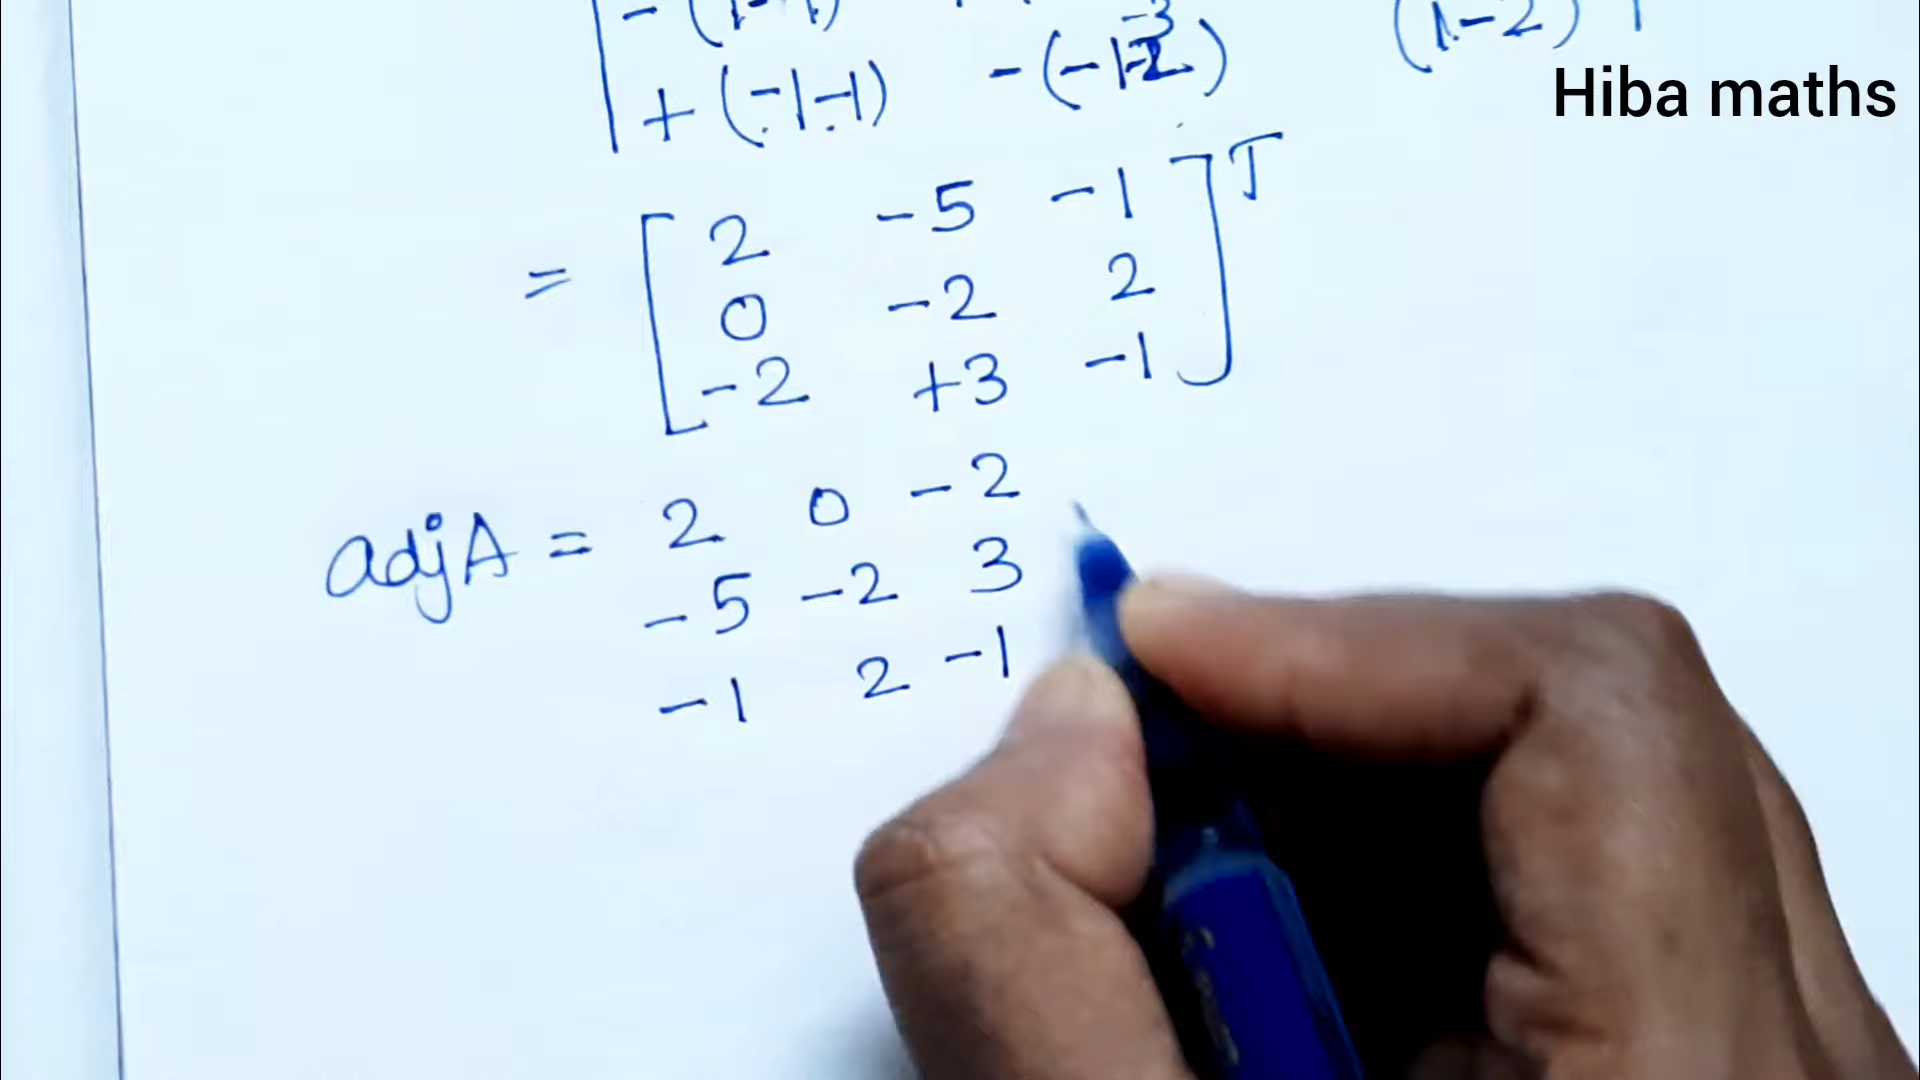 (1-2)
+ (-1-1) -(-1-3)
Hiba maths
= [ 2 -5 -1 ]T
0 -2 2
-2 +3 -1
adjA = 2 0 -2
-5 -2 3
-1 2 -1